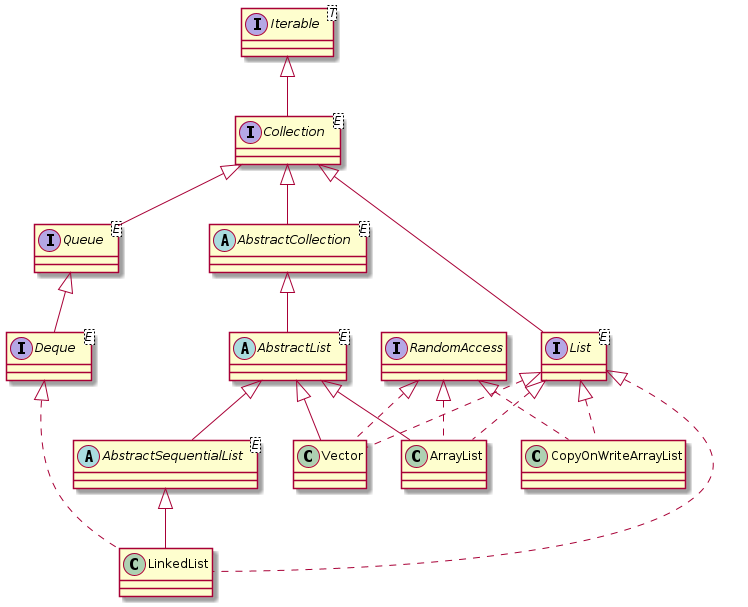 I Iterable T
I Collection E
I Queue E
A AbstractCollection E
I Deque E
A AbstractList E
I RandomAccess
I List E
A AbstractSequentialList E
C Vector
C ArrayList
C CopyOnWriteArrayList
C LinkedList